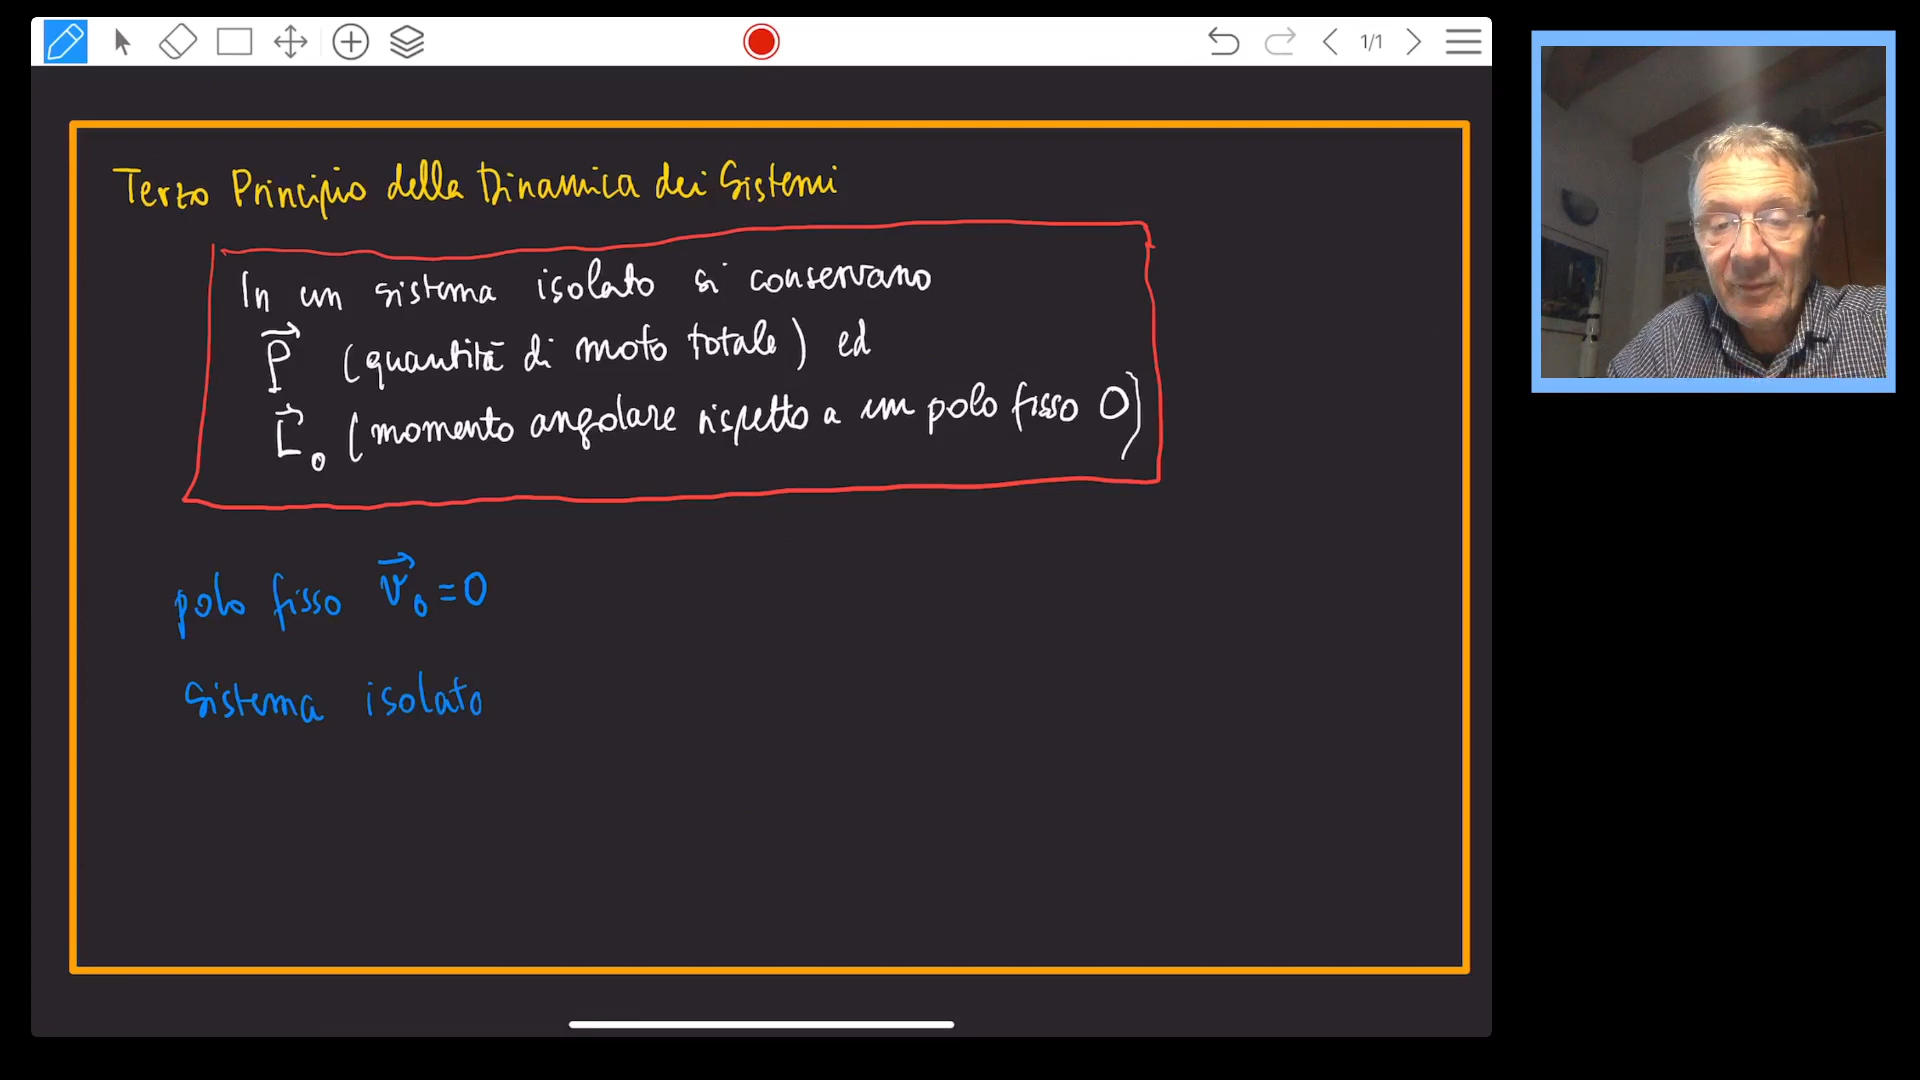 1/1
Terzo Principio della Dinamica dei Sistemi
In un sistema isolato si conservano
P⃗ (quantità di moto totale) ed
L⃗₀ (momento angolare rispetto a un polo fisso O)
polo fisso v⃗₀ = 0
sistema isolato